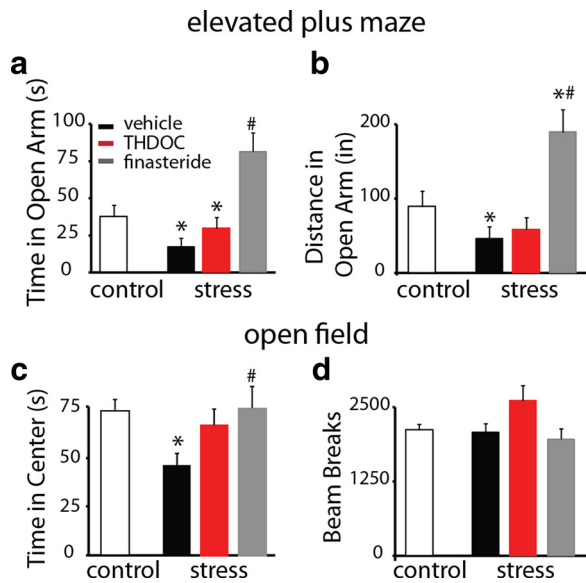 elevated plus maze
a
Time in Open Arm (s)
100
75
50
25
0
vehicle
THDOC
finasteride
*
*
#
control
stress
b
Distance in
Open Arm (in)
200
100
0
*
*#
control
stress
open field
c
Time in Center (s)
75
50
25
0
*
#
control
stress
d
Beam Breaks
2500
1250
0
control
stress